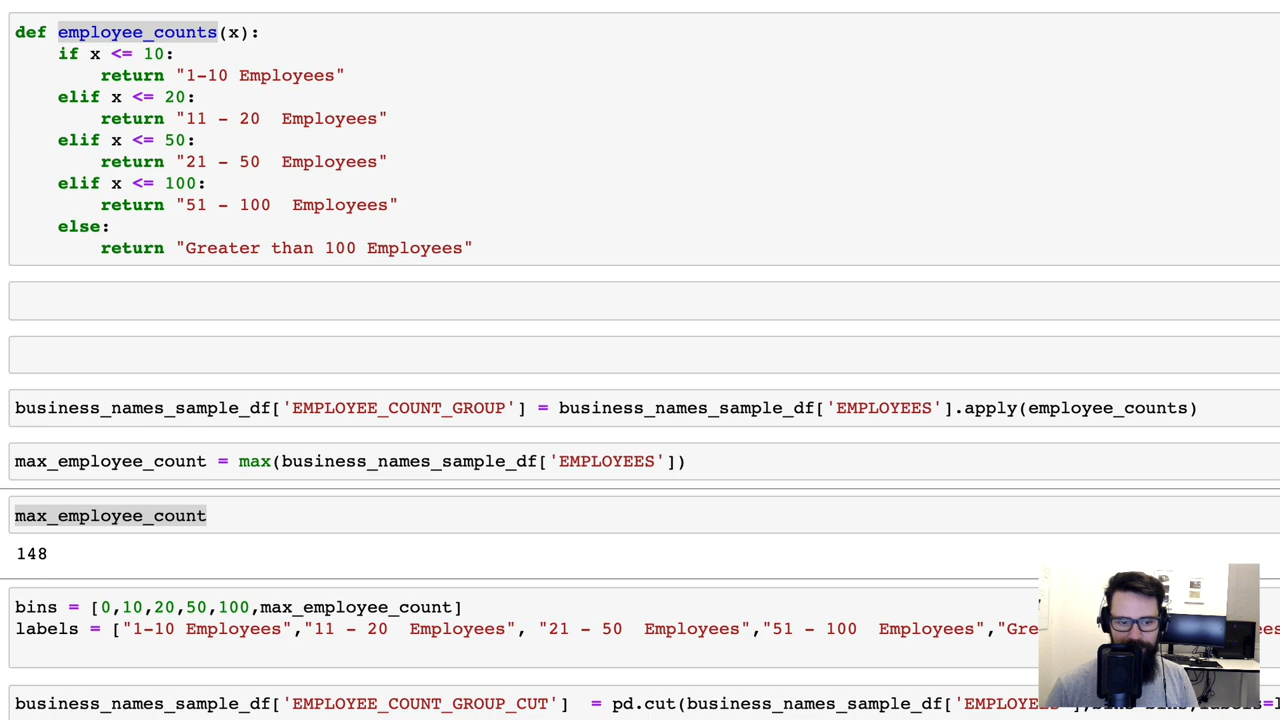 def employee_counts(x):
    if x <= 10:
        return "1-10 Employees"
    elif x <= 20:
        return "11 - 20  Employees"
    elif x <= 50:
        return "21 - 50  Employees"
    elif x <= 100:
        return "51 - 100  Employees"
    else:
        return "Greater than 100 Employees"
business_names_sample_df['EMPLOYEE_COUNT_GROUP'] = business_names_sample_df['EMPLOYEES'].apply(employee_counts)
max_employee_count = max(business_names_sample_df['EMPLOYEES'])
max_employee_count
148
bins = [0,10,20,50,100,max_employee_count]
labels = ["1-10 Employees","11 - 20  Employees", "21 - 50  Employees","51 - 100  Employees","Gre
business_names_sample_df['EMPLOYEE_COUNT_GROUP_CUT']  = pd.cut(business_names_sample_df['EMPLOYE